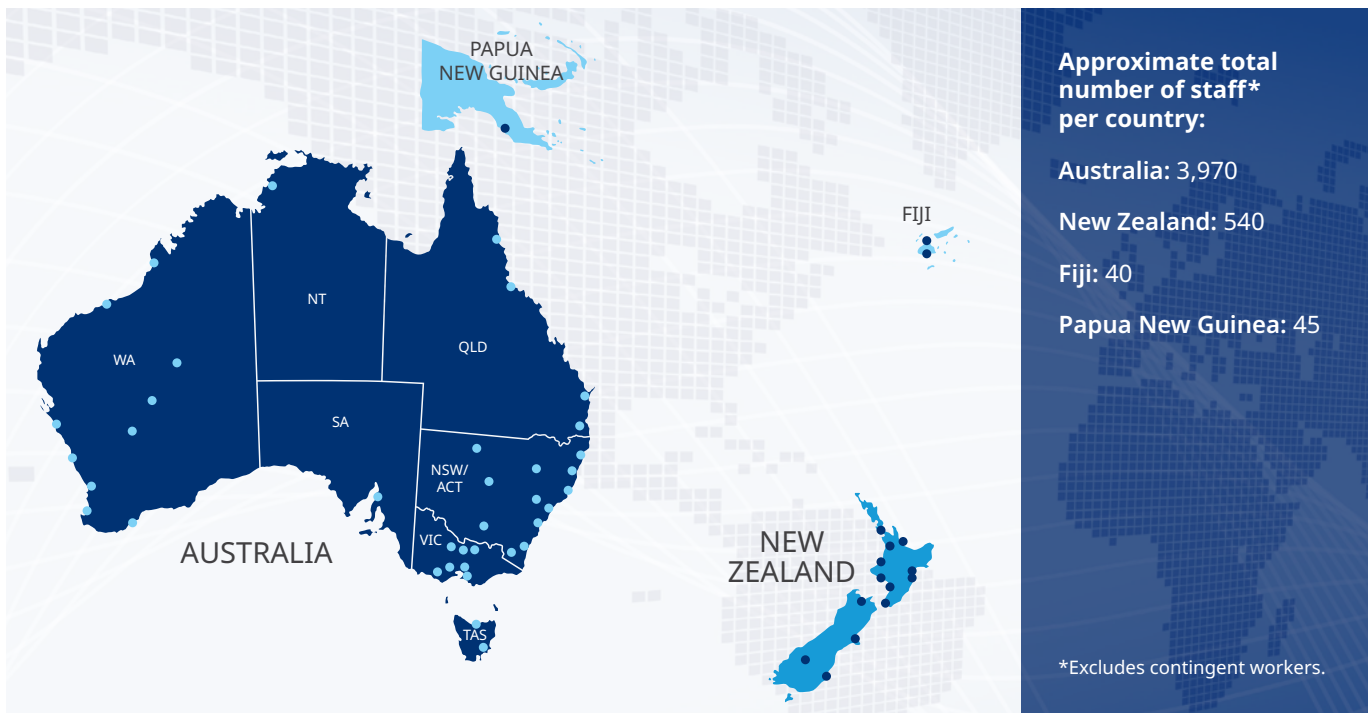 PAPUA
NEW GUINEA
FIJI
NT
QLD
WA
SA
NSW/
ACT
VIC
TAS
AUSTRALIA
NEW
ZEALAND
Approximate total
number of staff*
per country:
Australia: 3,970
New Zealand: 540
Fiji: 40
Papua New Guinea: 45
*Excludes contingent workers.